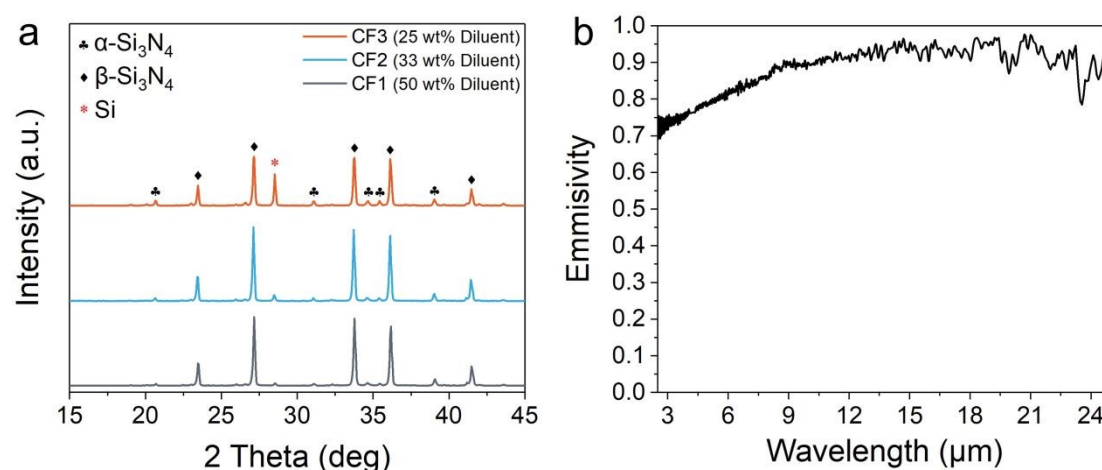 a
♣ α-Si₃N₄
♦ β-Si₃N₄
* Si
CF3 (25 wt% Diluent)
CF2 (33 wt% Diluent)
CF1 (50 wt% Diluent)
Intensity (a.u.)
15 20 25 30 35 40 45
2 Theta (deg)
b
1.0
0.9
0.8
0.7
0.6
0.5
0.4
0.3
0.2
0.1
0.0
Emmisivity
3 6 9 12 15 18 21 24
Wavelength (μm)